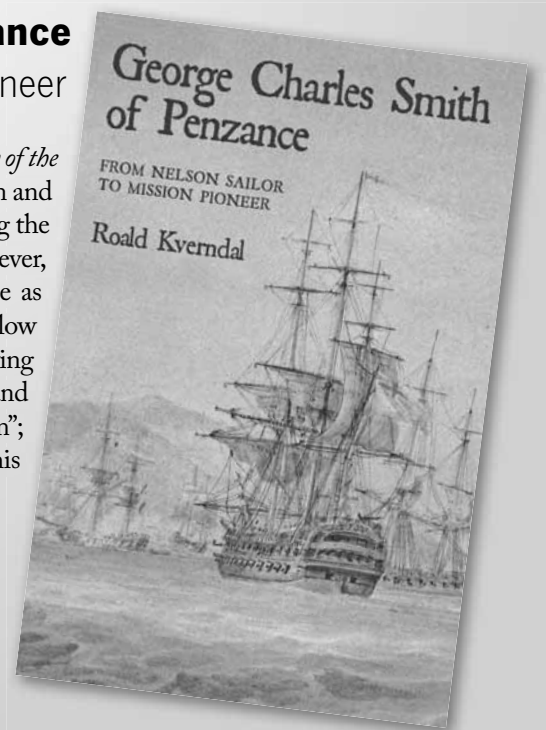 ance
neer
of the
and
g the
ever,
e as
low
ing
nd
n”;
his
George Charles Smith
of Penzance
FROM NELSON SAILOR
TO MISSION PIONEER
Roald Kverndal